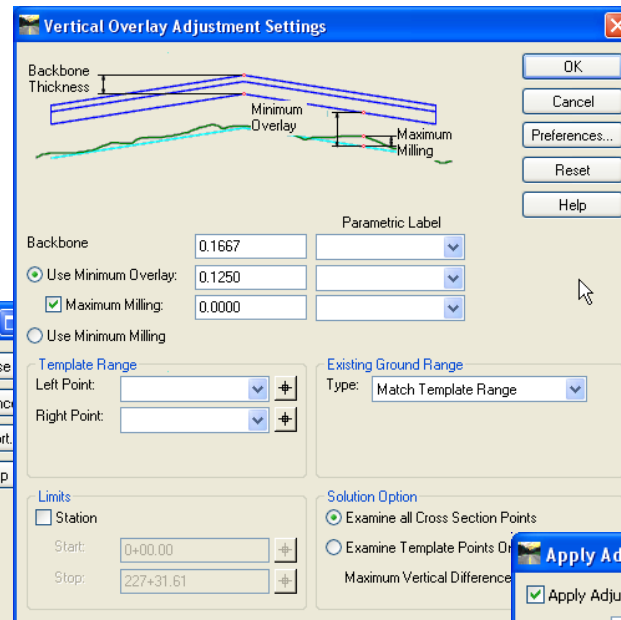 Vertical Overlay Adjustment Settings
Backbone
Thickness
Minimum
Overlay
Maximum
Milling
OK
Cancel
Preferences...
Reset
Help
Parametric Label
Backbone 0.1667
Use Minimum Overlay: 0.1250
Maximum Milling: 0.0000
Use Minimum Milling
Template Range
Left Point:
Right Point:
Existing Ground Range
Type: Match Template Range
Limits
Station
Start: 0+00.00
Stop: 227+31.61
Solution Option
Examine all Cross Section Points
Examine Template Points
Maximum Vertical Difference
Apply
Apply